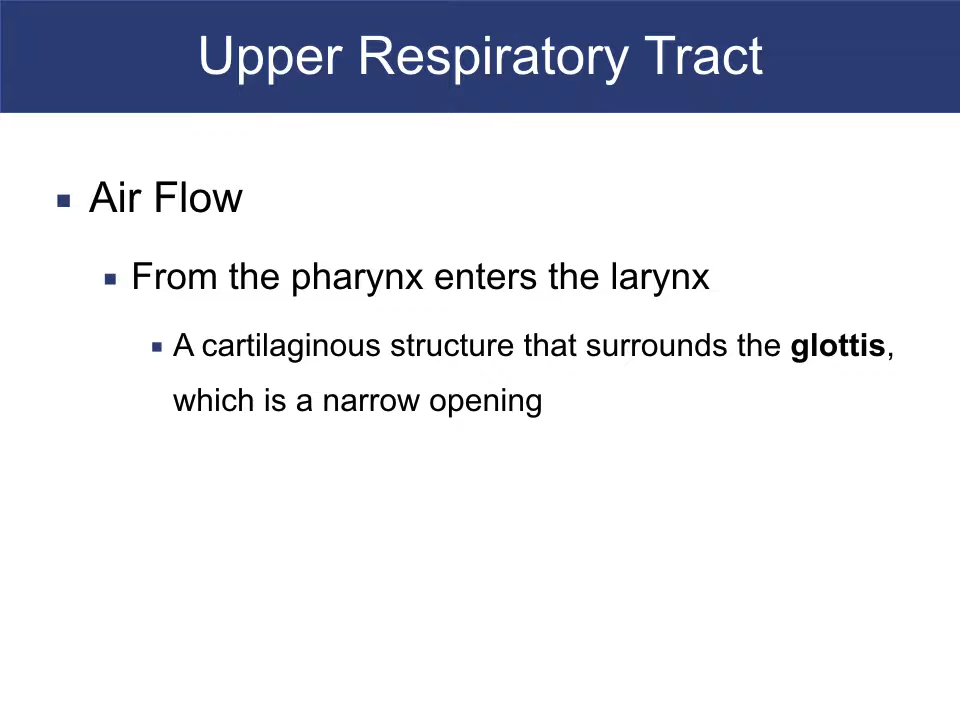 Upper Respiratory Tract
Air Flow
From the pharynx enters the larynx
A cartilaginous structure that surrounds the glottis,
which is a narrow opening